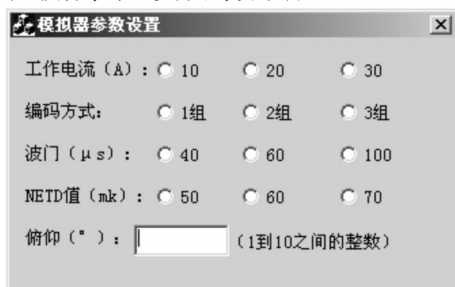 模拟器参数设置
工作电流（A）：10 20 30
编码方式：1组 2组 3组
波门（μs）：40 60 100
NETD值（mk）：50 60 70
俯仰（°）：（1到10之间的整数）